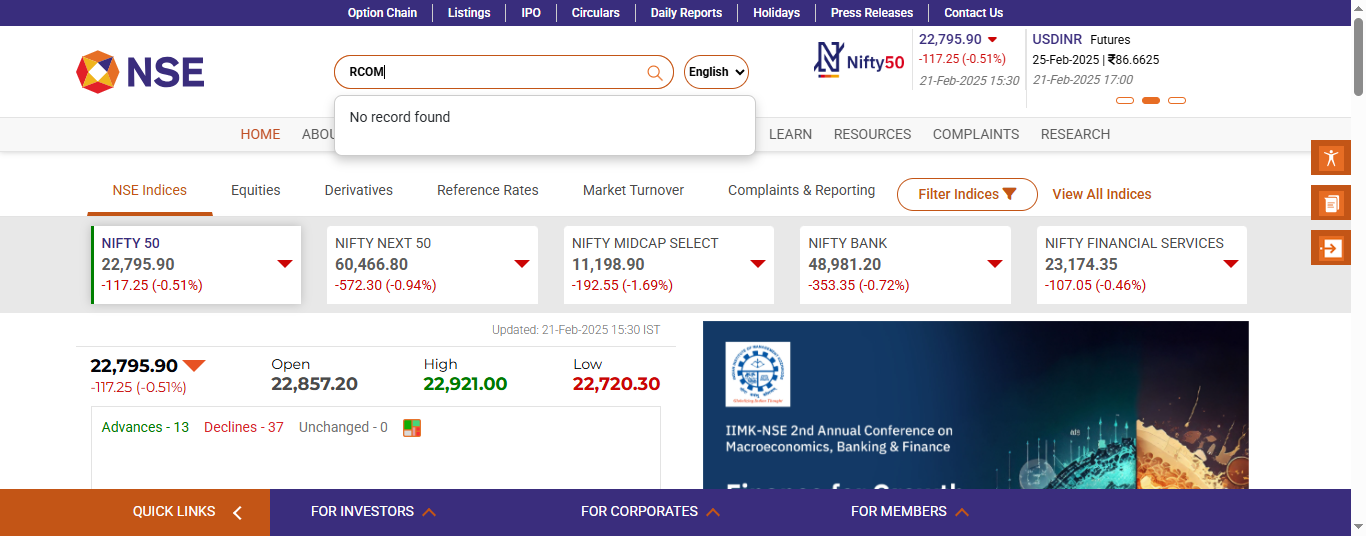 Option Chain Listings IPO Circulars Daily Reports Holidays Press Releases Contact Us
NSE
RCOM
English
No record found
Nifty50
22,795.90
-117.25 (-0.51%)
21-Feb-2025 15:30
USDINR Futures
25-Feb-2025 | ₹86.6625
21-Feb-2025 17:00
HOME ABOU LEARN RESOURCES COMPLAINTS RESEARCH
NSE Indices Equities Derivatives Reference Rates Market Turnover Complaints & Reporting Filter Indices View All Indices
NIFTY 50
22,795.90
-117.25 (-0.51%)
NIFTY NEXT 50
60,466.80
-572.30 (-0.94%)
NIFTY MIDCAP SELECT
11,198.90
-192.55 (-1.69%)
NIFTY BANK
48,981.20
-353.35 (-0.72%)
NIFTY FINANCIAL SERVICES
23,174.35
-107.05 (-0.46%)
Updated: 21-Feb-2025 15:30 IST
22,795.90
-117.25 (-0.51%)
Open
22,857.20
High
22,921.00
Low
22,720.30
Advances - 13 Declines - 37 Unchanged - 0
IIMK-NSE 2nd Annual Conference on
Macroeconomics, Banking & Finance
Finance for Growth
QUICK LINKS FOR INVESTORS FOR CORPORATES FOR MEMBERS